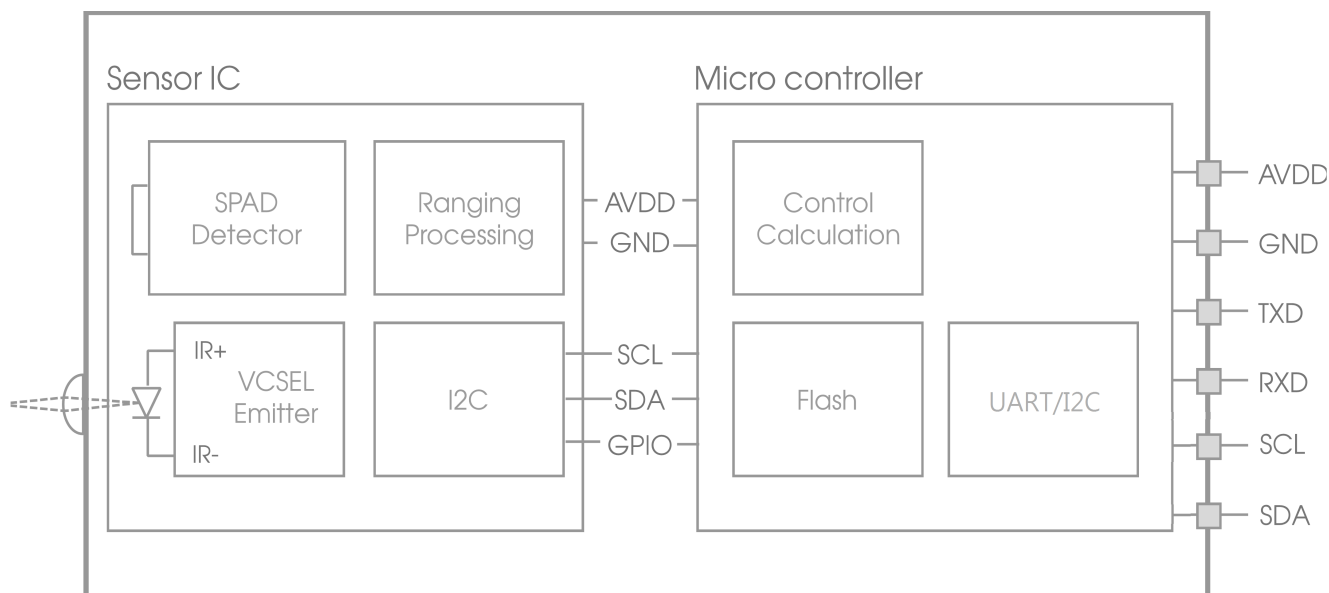 Sensor IC
Micro controller
SPAD
Detector
Ranging
Processing
AVDD
GND
Control
Calculation
IR+
VCSEL
Emitter
IR-
I2C
SCL
SDA
GPIO
Flash
UART/I2C
AVDD
GND
TXD
RXD
SCL
SDA